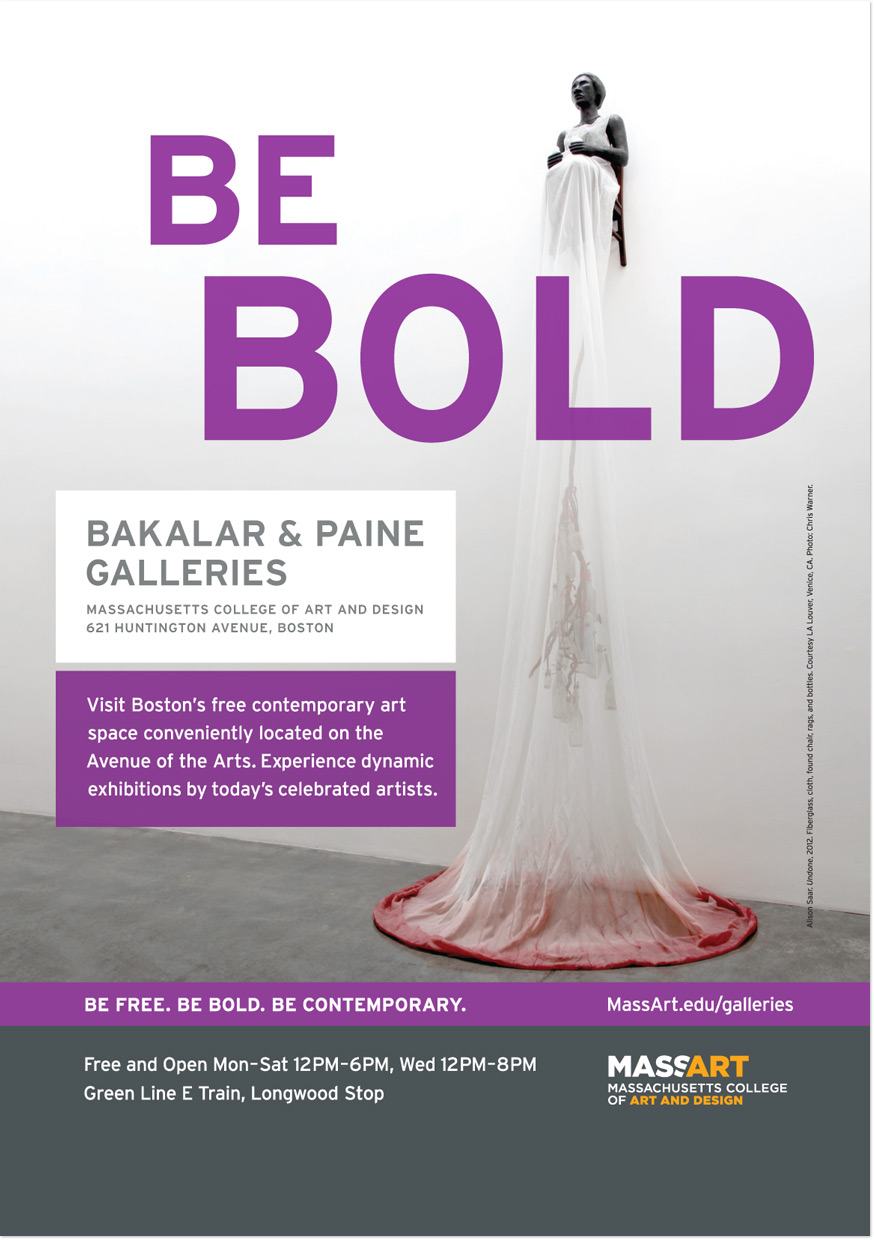 BE
BOLD
BAKALAR & PAINE
GALLERIES
MASSACHUSETTS COLLEGE OF ART AND DESIGN
621 HUNTINGTON AVENUE, BOSTON
Visit Boston's free contemporary art
space conveniently located on the
Avenue of the Arts. Experience dynamic
exhibitions by today's celebrated artists.
Alison Saar, Undone, 2012. Fiberglass, cloth, found chair, rags, and bottles. Courtesy LA Louver, Venice, CA. Photo: Chris Warner.
BE FREE. BE BOLD. BE CONTEMPORARY.
MassArt.edu/galleries
Free and Open Mon–Sat 12PM–6PM, Wed 12PM–8PM
Green Line E Train, Longwood Stop
MASSART
MASSACHUSETTS COLLEGE
OF ART AND DESIGN